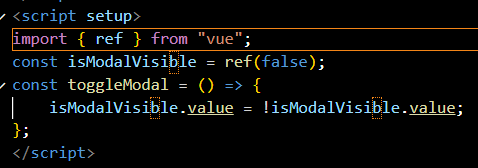 <script setup>
import { ref } from "vue";
const isModalVisible = ref(false);
const toggleModal = () => {
isModalVisible.value = !isModalVisible.value;
};
</script>